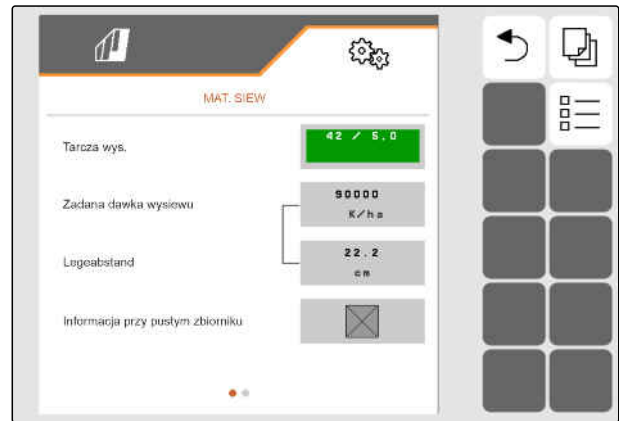 MAT. SIEW
Tarcza wys.
42 / 5,0
Zadana dawka wysiewu
90000
K/ha
Legeabstand
22.2
cm
Informacja przy pustym zbiorniku